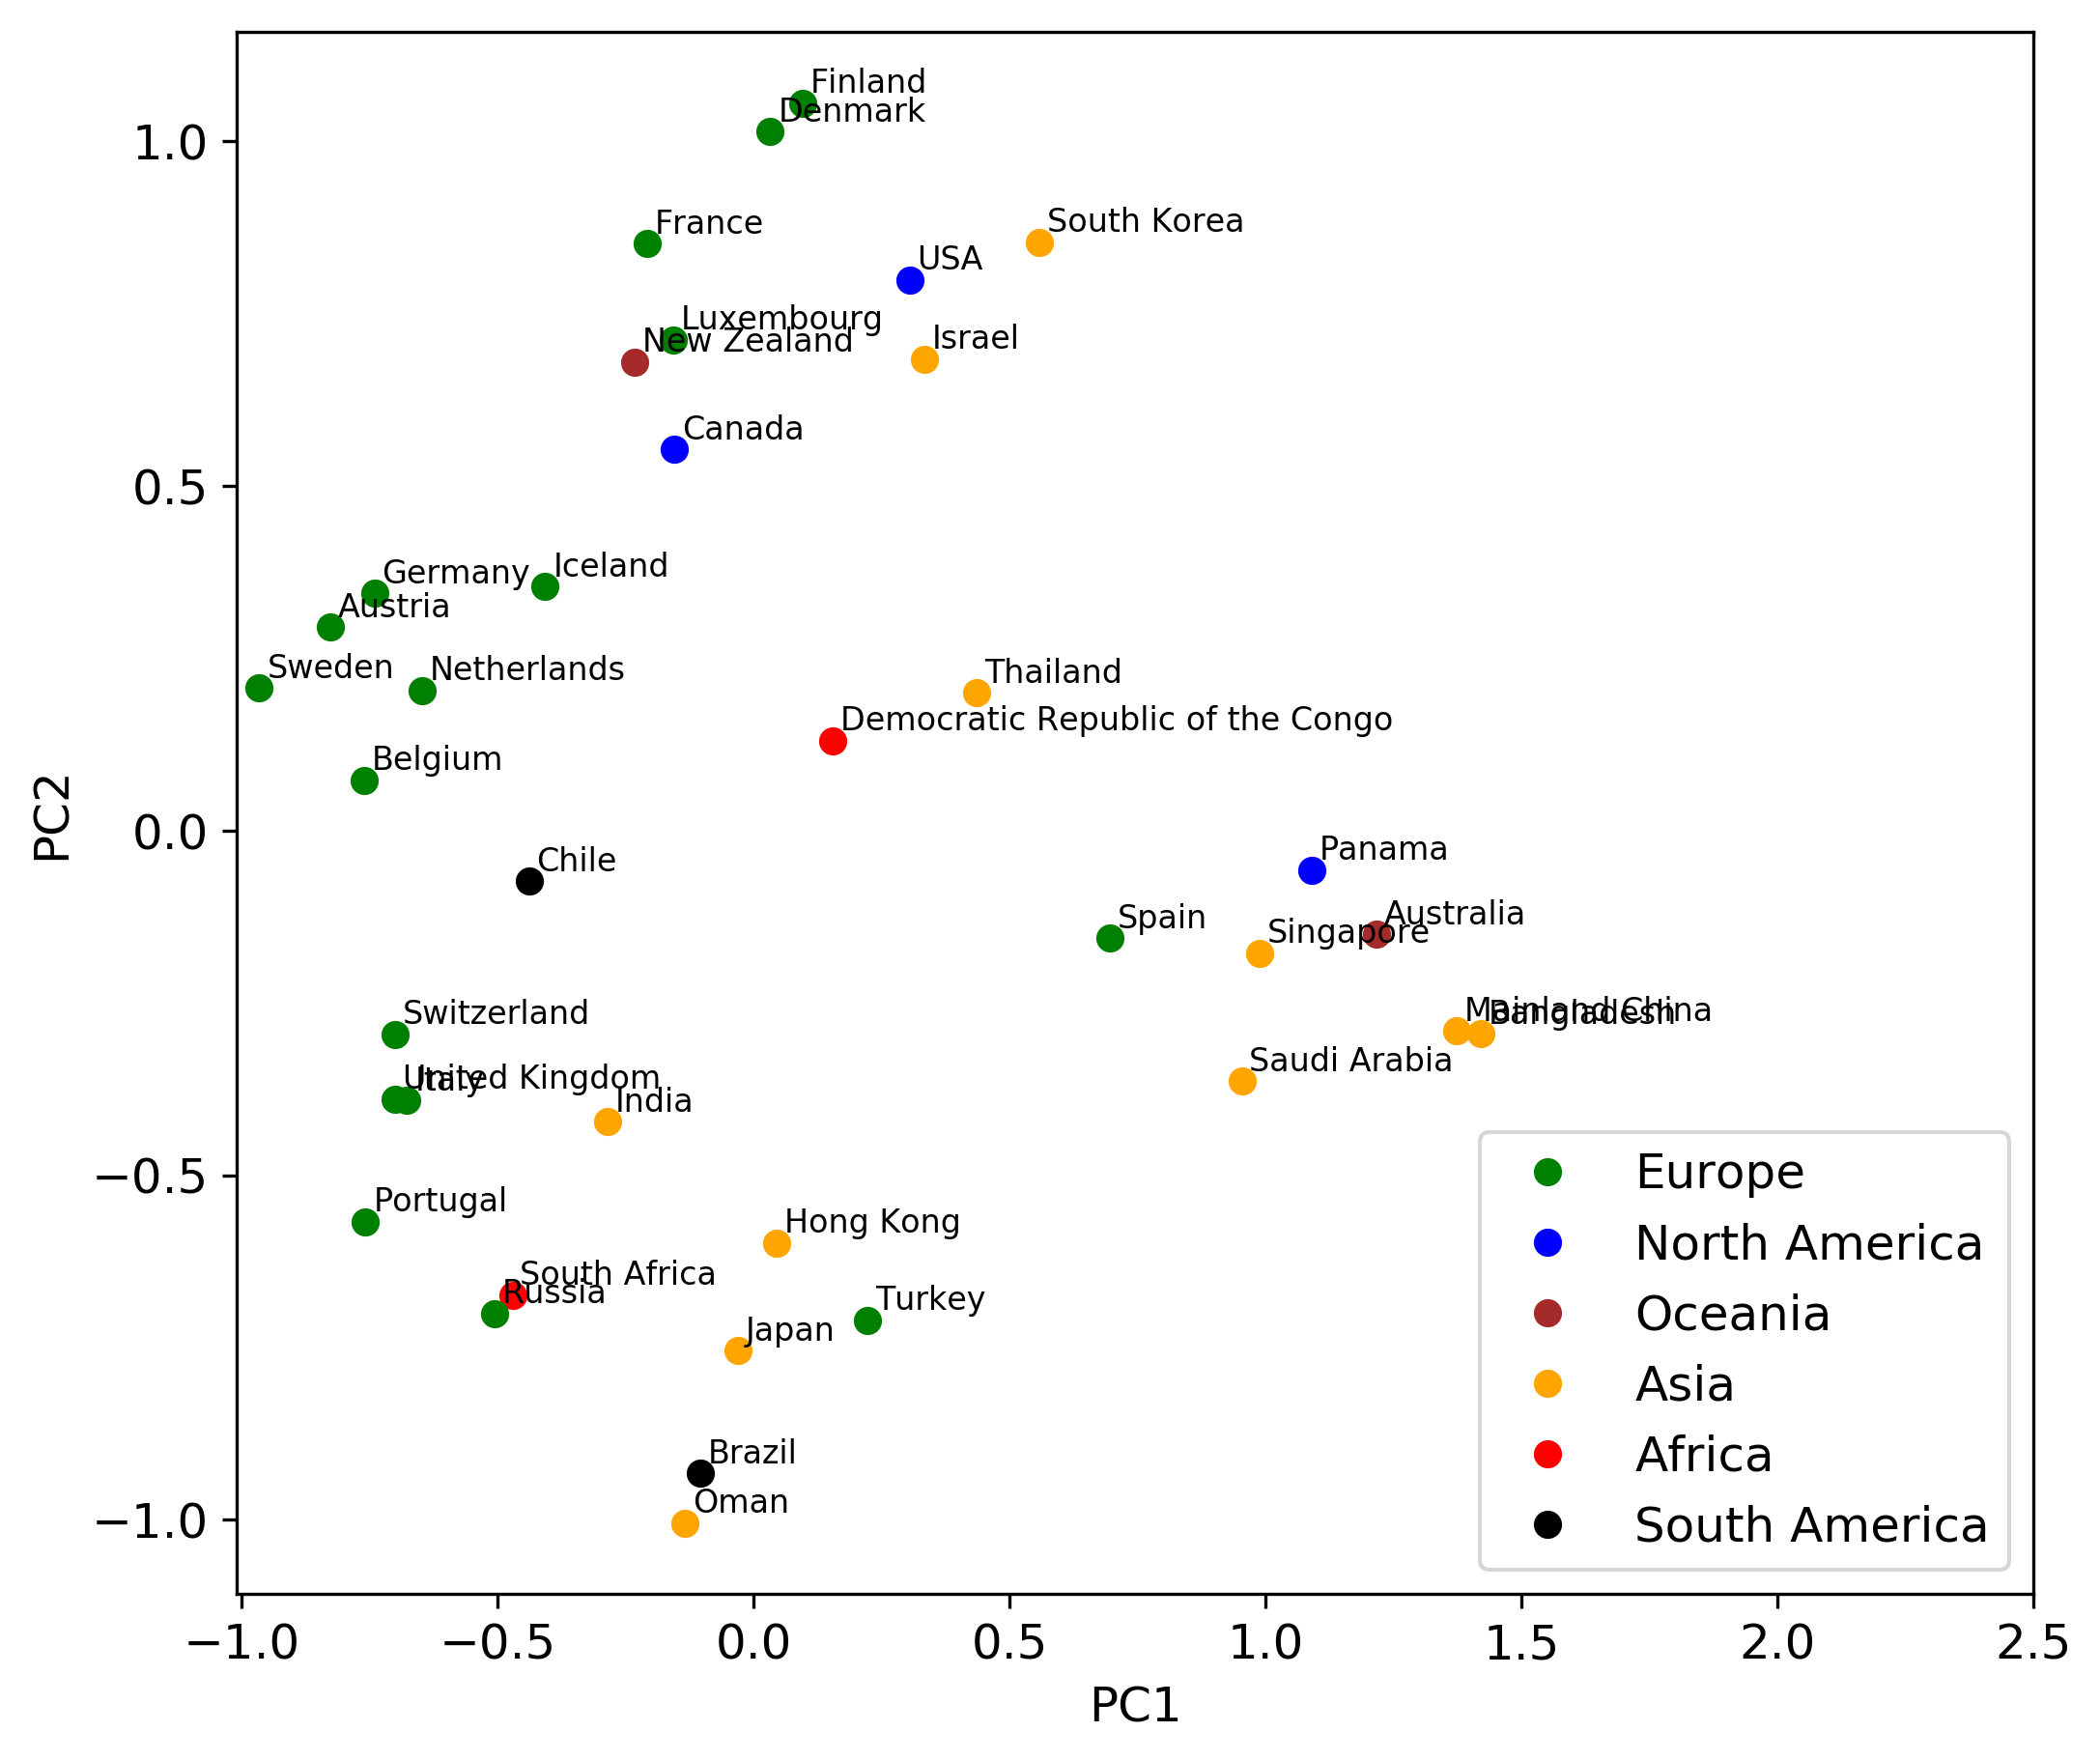 Finland
Denmark
1.0
France
South Korea
USA
Luxembourg
New Zealand
Israel
Canada
0.5
Germany
Iceland
Austria
Sweden
Netherlands
Thailand
Democratic Republic of the Congo
Belgium
PC2
0.0
Chile
Panama
Spain
Australia
Singapore
Switzerland
Mainland China
Bangladesh
Saudi Arabia
United Kingdom
Italy
India
−0.5
Portugal
Hong Kong
South Africa
Russia
Turkey
Japan
Brazil
Oman
−1.0
Europe
North America
Oceania
Asia
Africa
South America
−1.0 −0.5 0.0 0.5 1.0 1.5 2.0 2.5
PC1